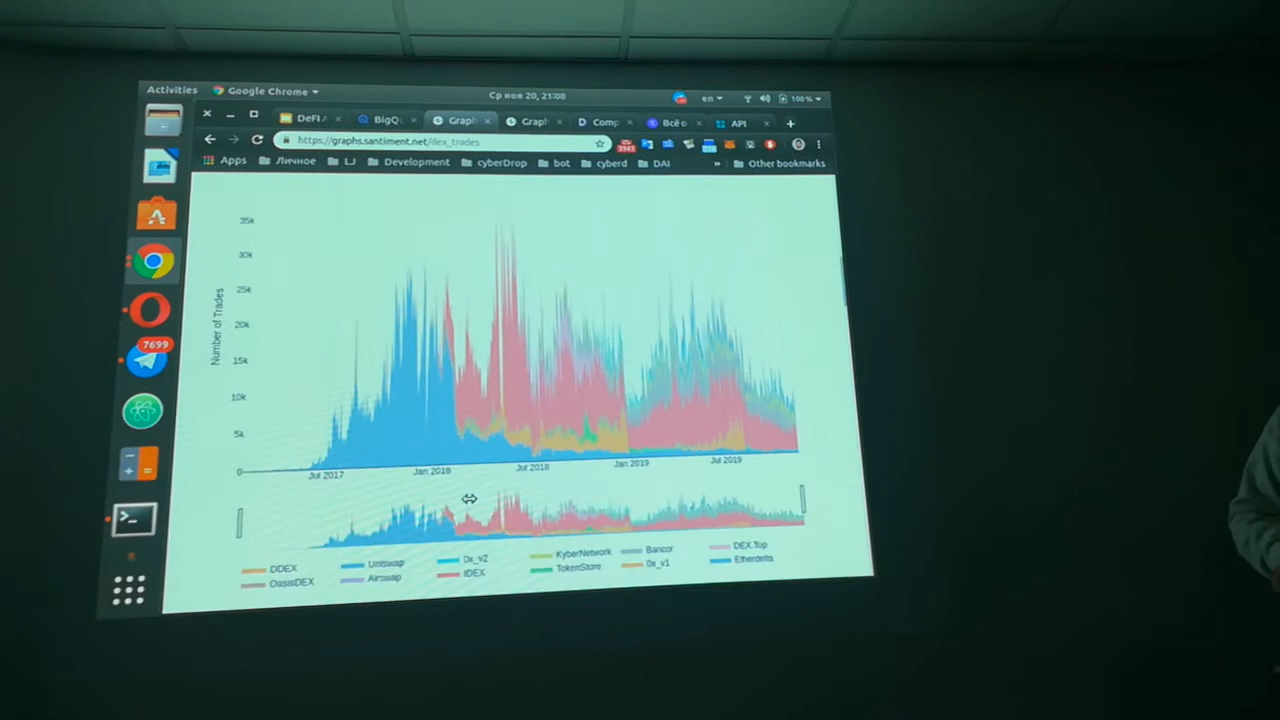 Activities Google Chrome Ср ноя 20, 21:08 en 100%
DeFi A BigQu Graph Graph Comp Всё о API
https://graphs.santiment.net/dex_trades
Apps Личное LJ Development cyberDrop bot cyberd DAI » Other bookmarks
35k
30k
25k
20k
15k
10k
5k
0
Number of Trades
7699
Jul 2017 Jan 2018 Jul 2018 Jan 2019 Jul 2019
DDEX Uniswap 0x_v2 KyberNetwork Bancor DEX.Top
OasisDEX Airswap IDEX TokenStore 0x_v1 Etherdelta